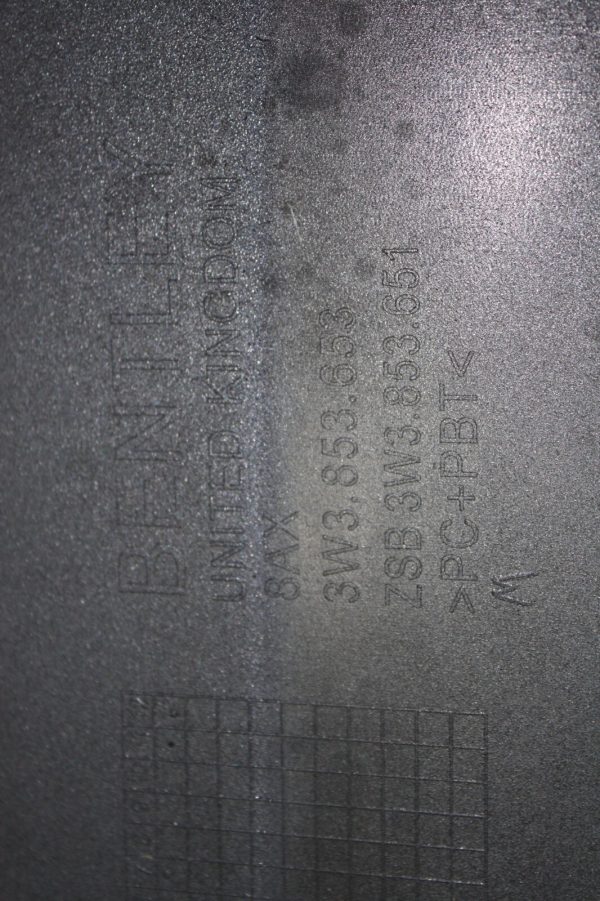 BENTLEY
UNITED KINGDOM
8AX
3W3.853.653
ZSB 3W3.853.651
>PC+PBT<